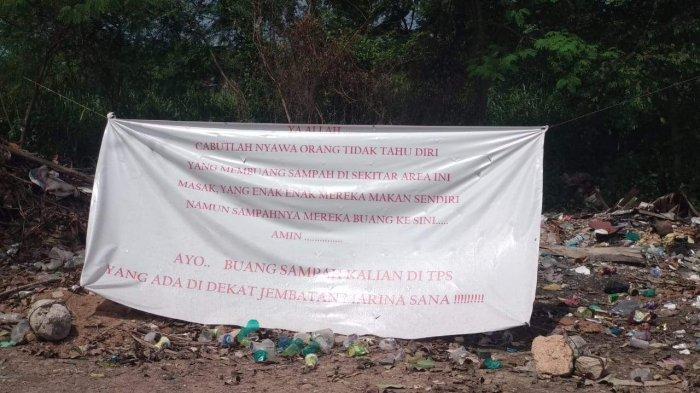 YA ALLAH
CABUTLAH NYAWA ORANG TIDAK TAHU DIRI
YANG MEMBUANG SAMPAH DI SEKITAR AREA INI
MASAK, YANG ENAK-ENAK MEREKA MAKAN SENDIRI
NAMUN SAMPAHNYA MEREKA BUANG KE SINI....
AMIN ..............
AYO.. BUANG SAMPAH KALIAN DI TPS
YANG ADA DI DEKAT JEMBATAN SANA !!!!!!!!!